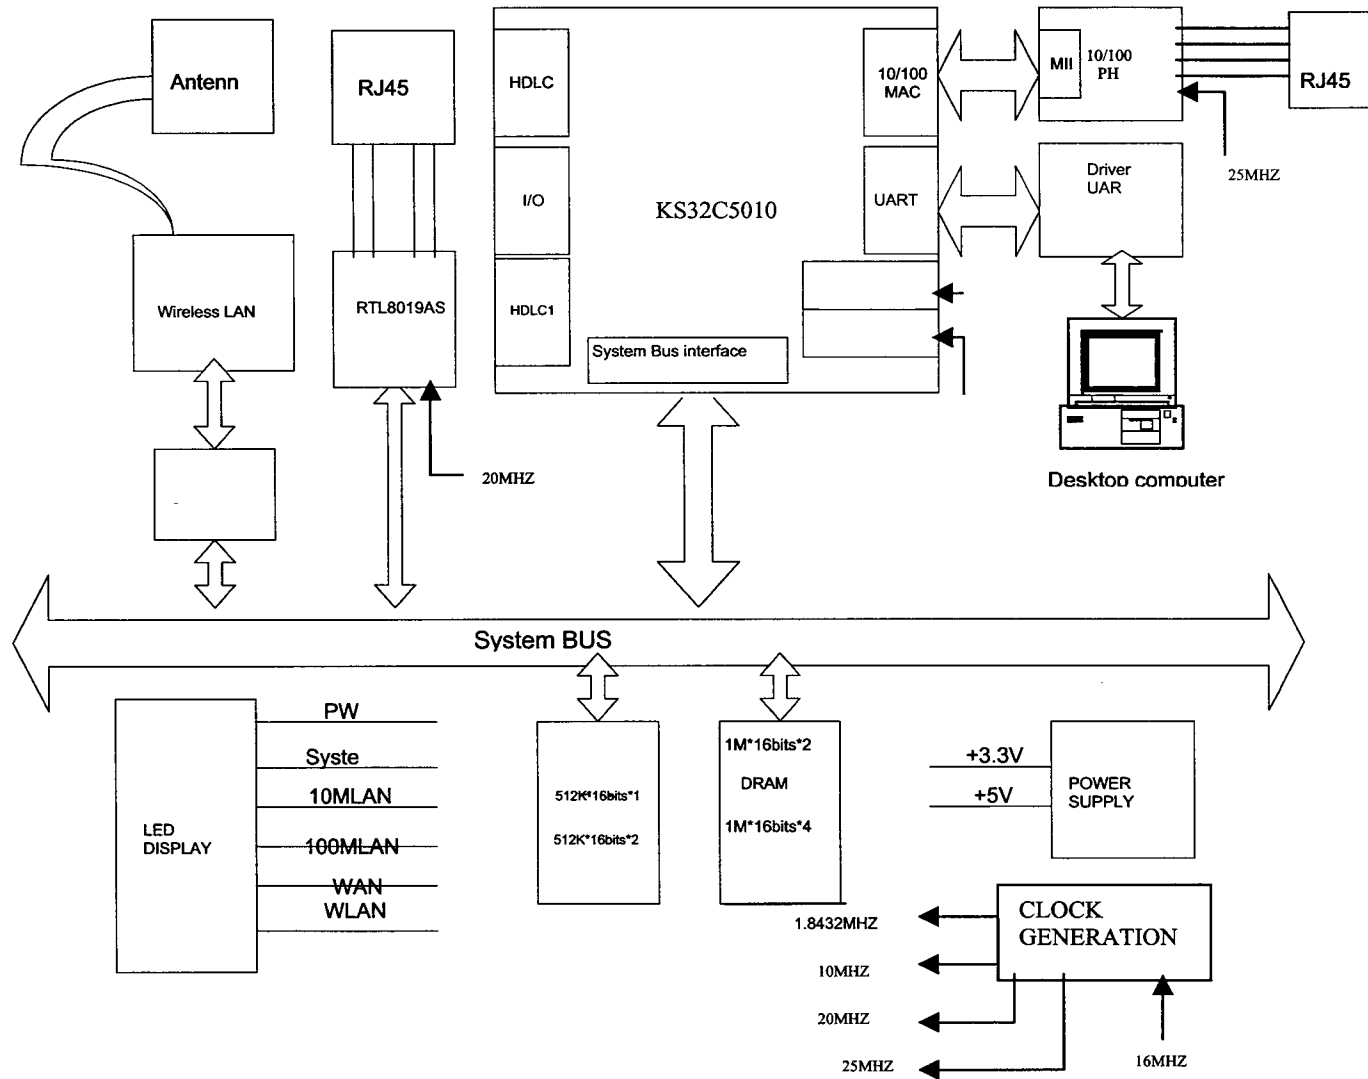 Antenn
RJ45
HDLC
10/100
MAC
MII
10/100
PH
RJ45
25MHZ
I/O
KS32C5010
UART
Driver
UAR
Wireless LAN
RTL8019AS
HDLC1
System Bus interface
20MHZ
Desktop computer
System BUS
PW
Syste
10MLAN
100MLAN
WAN
WLAN
LED
DISPLAY
512K*16bits*1
512K*16bits*2
1M*16bits*2
DRAM
1M*16bits*4
+3.3V
+5V
POWER
SUPPLY
CLOCK
GENERATION
1.8432MHZ
10MHZ
20MHZ
25MHZ
16MHZ